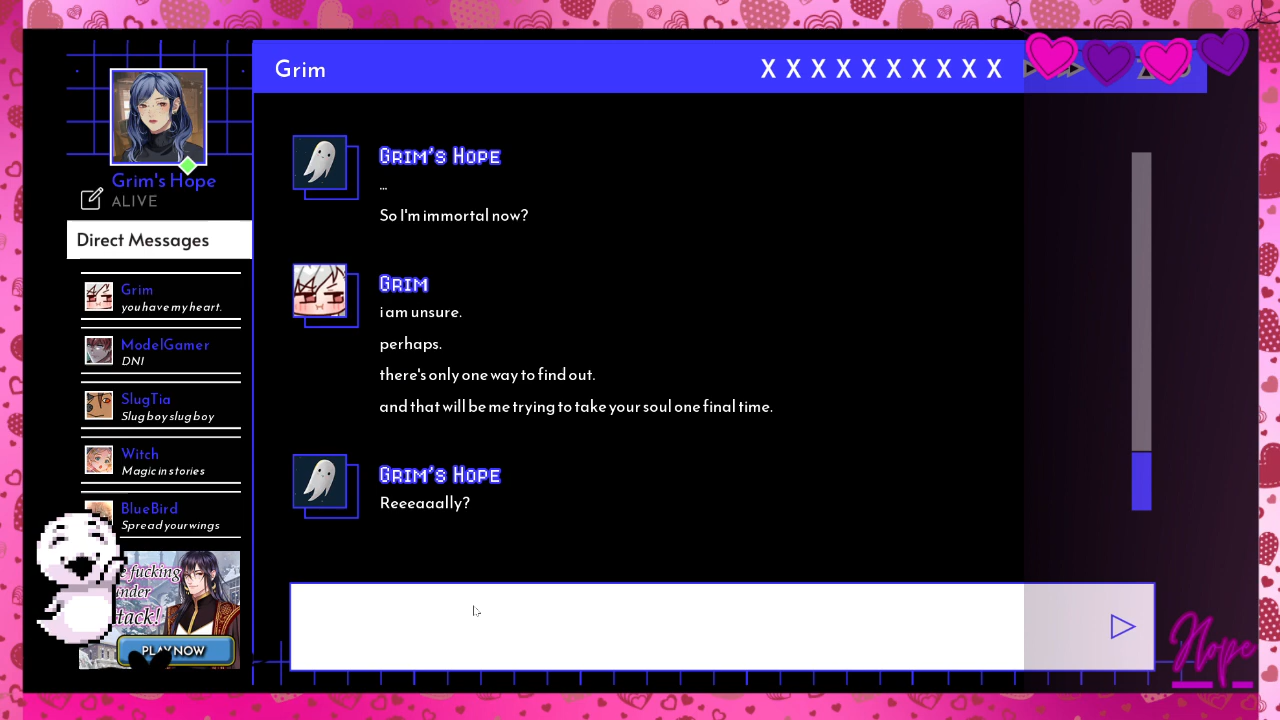 Grim
X X X X X X X X X X
Grim's Hope
ALIVE
Direct Messages
Grim
you have my heart.
ModelGamer
DNI
SlugTia
Slug boy slug boy
Witch
Magic in stories
BlueBird
Spread your wings
fucking
under
PLAY NOW
Grim's Hope
...
So I'm immortal now?
Grim
i am unsure.
perhaps.
there's only one way to find out.
and that will be me trying to take your soul one final time.
Grim's Hope
Reeeaaally?
Hope